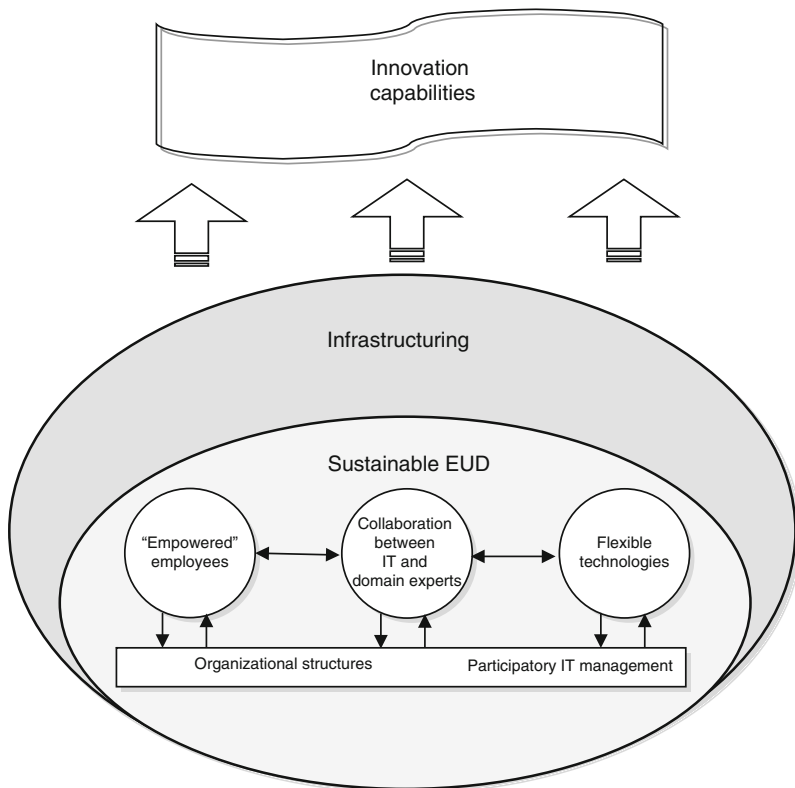 Innovation
capabilities
Infrastructuring
Sustainable EUD
“Empowered”
employees
Collaboration
between
IT and
domain experts
Flexible
technologies
Organizational structures
Participatory IT management